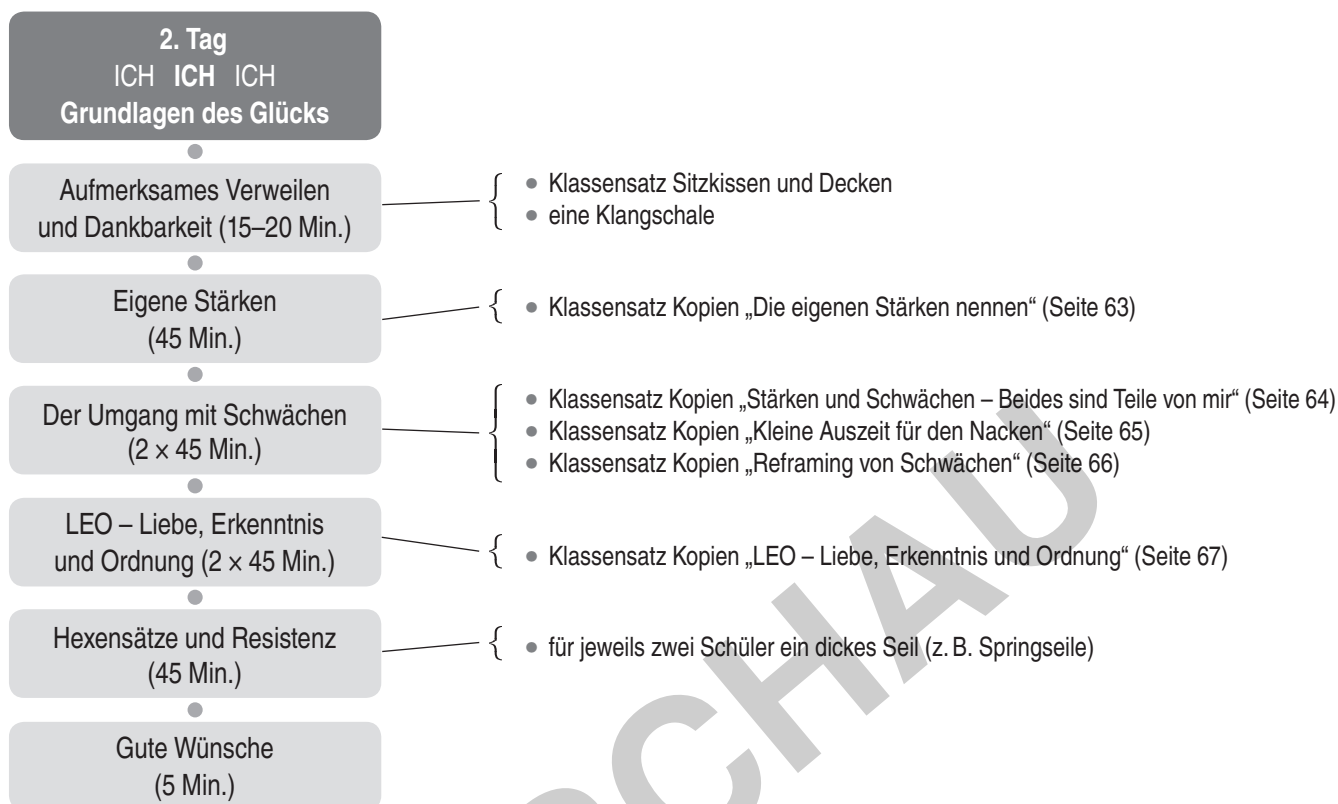 2. Tag
ICH ICH ICH
Grundlagen des Glücks
Aufmerksames Verweilen
und Dankbarkeit (15–20 Min.)
● Klassensatz Sitzkissen und Decken
● eine Klangschale
Eigene Stärken
(45 Min.)
● Klassensatz Kopien „Die eigenen Stärken nennen“ (Seite 63)
Der Umgang mit Schwächen
(2 × 45 Min.)
● Klassensatz Kopien „Stärken und Schwächen – Beides sind Teile von mir“ (Seite 64)
● Klassensatz Kopien „Kleine Auszeit für den Nacken“ (Seite 65)
● Klassensatz Kopien „Reframing von Schwächen“ (Seite 66)
LEO – Liebe, Erkenntnis
und Ordnung (2 × 45 Min.)
● Klassensatz Kopien „LEO – Liebe, Erkenntnis und Ordnung“ (Seite 67)
Hexensätze und Resistenz
(45 Min.)
● für jeweils zwei Schüler ein dickes Seil (z. B. Springseile)
Gute Wünsche
(5 Min.)
SCHAU